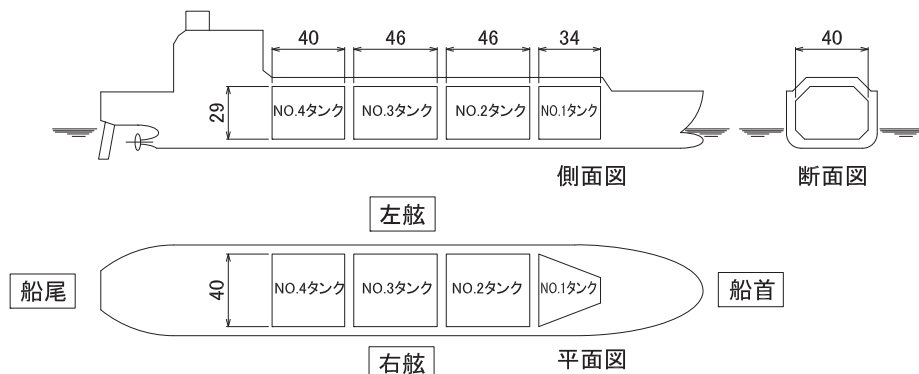 40 46 46 34 40
29
NO.4タンク NO.3タンク NO.2タンク NO.1タンク
側面図 断面図
左舷
船尾 40 NO.4タンク NO.3タンク NO.2タンク NO.1タンク 船首
右舷 平面図